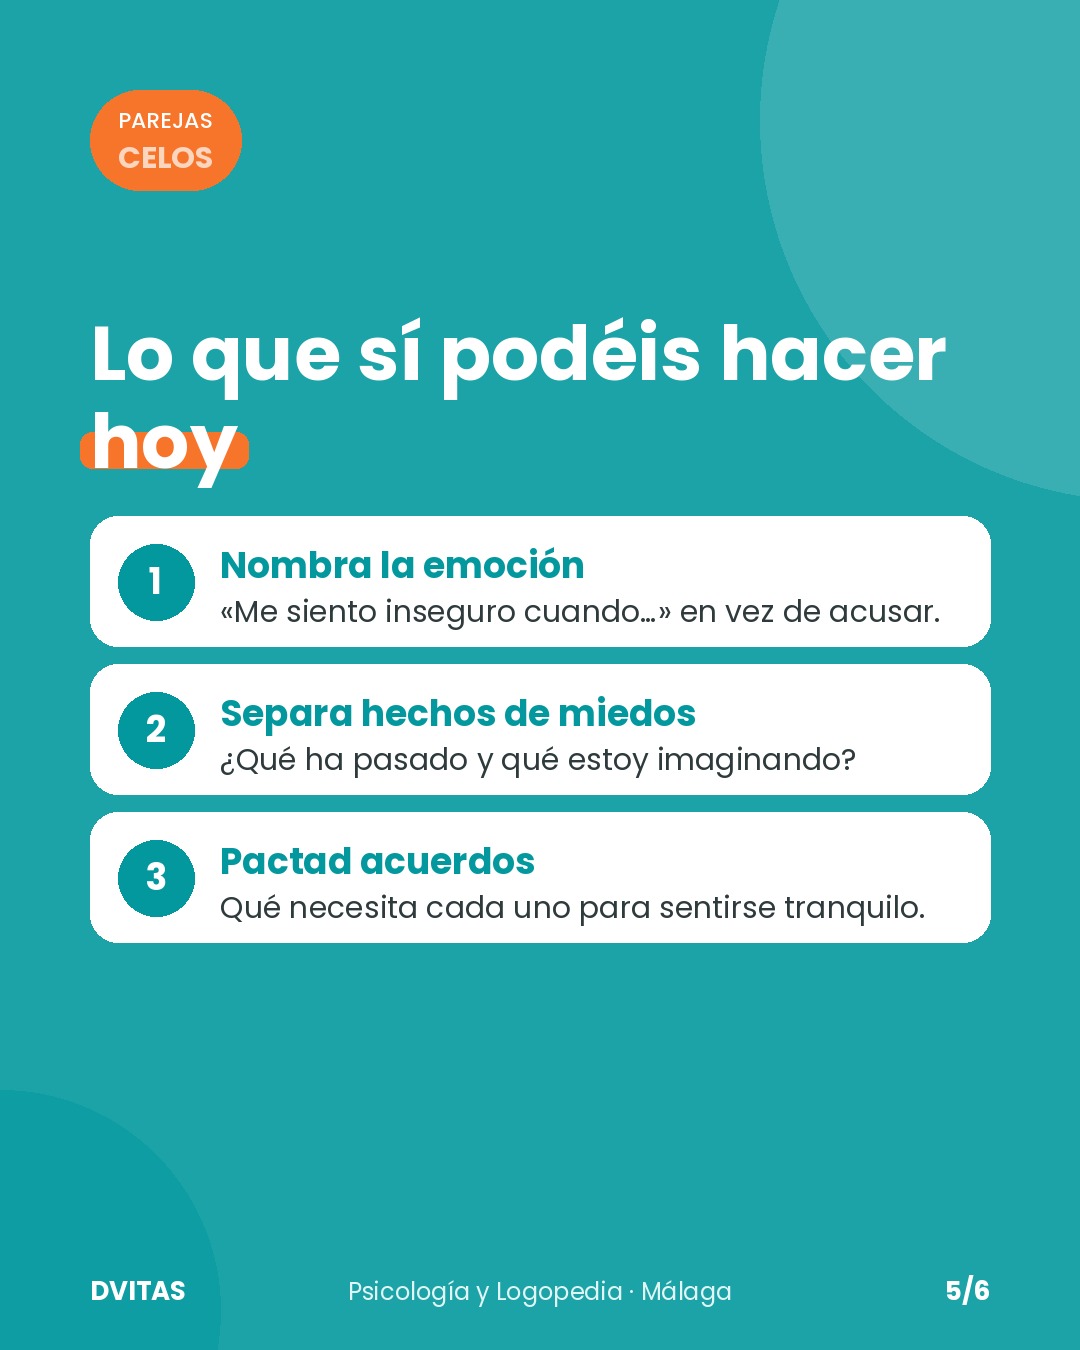 PAREJAS
CELOS
Lo que sí podéis hacer
hoy
1
Nombra la emoción
«Me siento inseguro cuando…» en vez de acusar.
2
Separa hechos de miedos
¿Qué ha pasado y qué estoy imaginando?
3
Pactad acuerdos
Qué necesita cada uno para sentirse tranquilo.
DVITAS
Psicología y Logopedia · Málaga
5/6